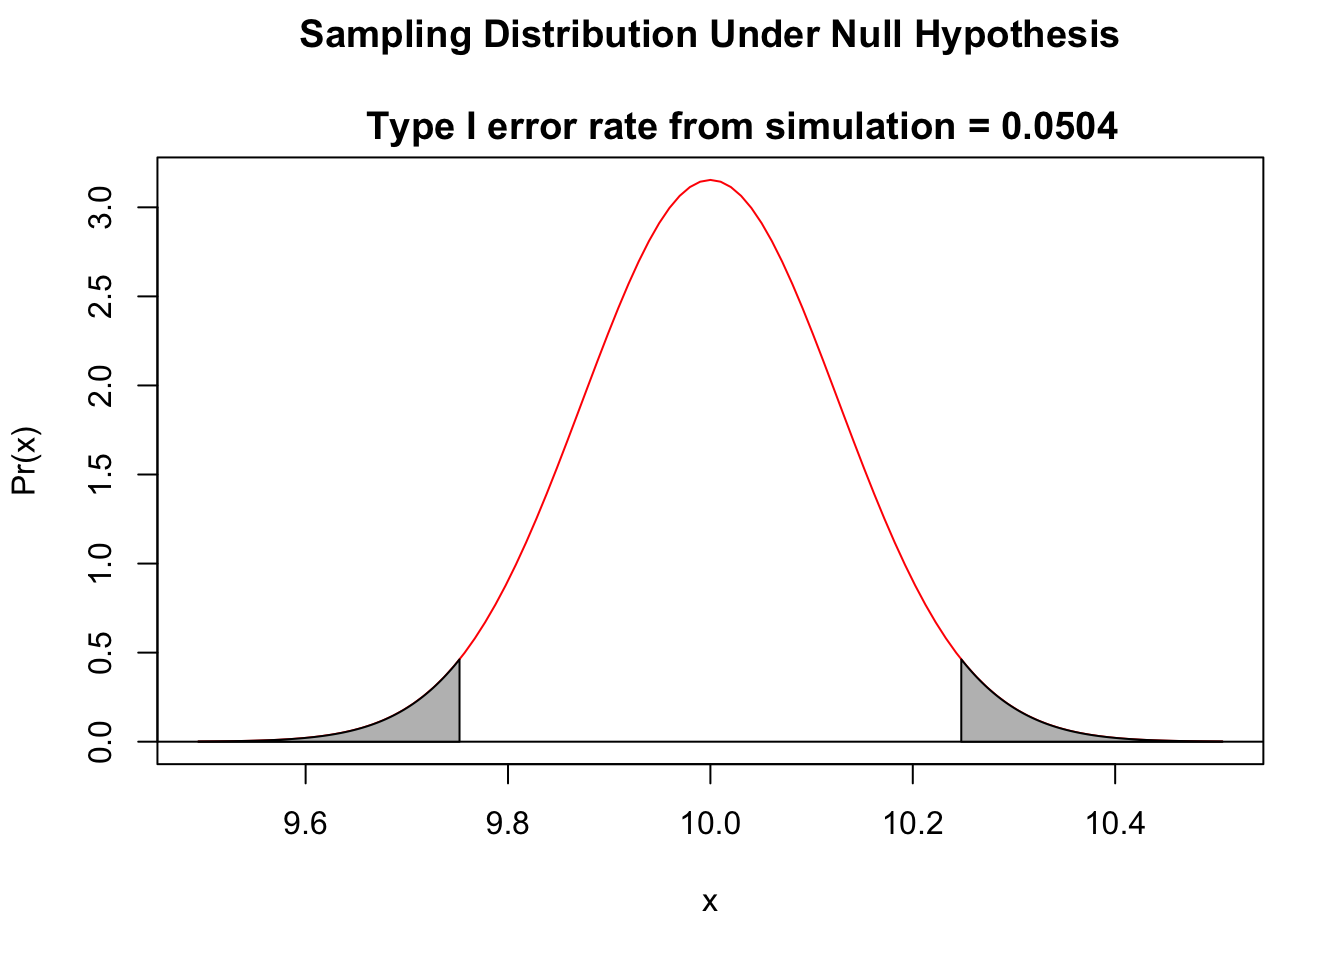 Sampling Distribution Under Null Hypothesis
Type I error rate from simulation = 0.0504
3.0
2.5
2.0
1.5
1.0
0.5
0.0
Pr(x)
9.6 9.8 10.0 10.2 10.4
x